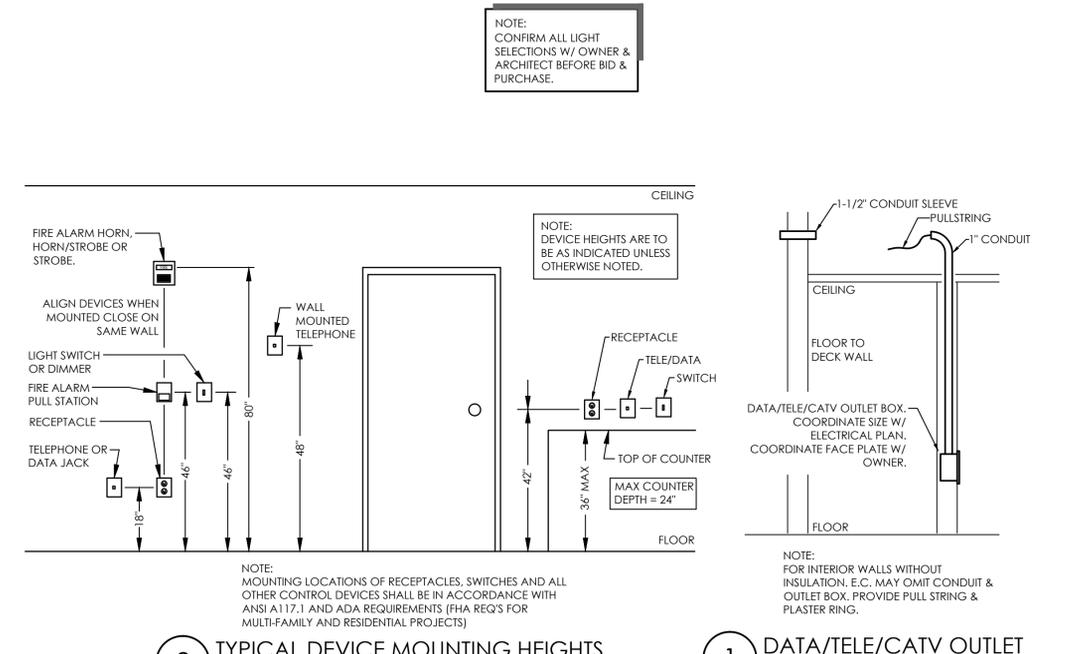 NOTE:
CONFIRM ALL LIGHT
SELECTIONS W/ OWNER &
ARCHITECT BEFORE BID &
PURCHASE.
CEILING
FIRE ALARM HORN,
HORN/STROBE OR
STROBE.
ALIGN DEVICES WHEN
MOUNTED CLOSE ON
SAME WALL
LIGHT SWITCH
OR DIMMER
FIRE ALARM
PULL STATION
RECEPTACLE
TELEPHONE OR
DATA JACK
18"
46"
46"
80"
WALL
MOUNTED
TELEPHONE
48"
NOTE:
DEVICE HEIGHTS ARE TO
BE AS INDICATED UNLESS
OTHERWISE NOTED.
RECEPTACLE
TELE/DATA
SWITCH
42"
36" MAX
TOP OF COUNTER
MAX COUNTER
DEPTH = 24"
FLOOR
NOTE:
MOUNTING LOCATIONS OF RECEPTACLES, SWITCHES AND ALL
OTHER CONTROL DEVICES SHALL BE IN ACCORDANCE WITH
ANSI A117.1 AND ADA REQUIREMENTS (FHA REQ'S FOR
MULTI-FAMILY AND RESIDENTIAL PROJECTS)
TYPICAL DEVICE MOUNTING HEIGHTS
1-1/2" CONDUIT SLEEVE
PULLSTRING
1" CONDUIT
CEILING
FLOOR TO
DECK WALL
DATA/TELE/CATV OUTLET BOX.
COORDINATE SIZE W/
ELECTRICAL PLAN.
COORDINATE FACE PLATE W/
OWNER.
FLOOR
NOTE:
FOR INTERIOR WALLS WITHOUT
INSULATION. E.C. MAY OMIT CONDUIT &
OUTLET BOX. PROVIDE PULL STRING &
PLASTER RING.
1
DATA/TELE/CATV OUTLET